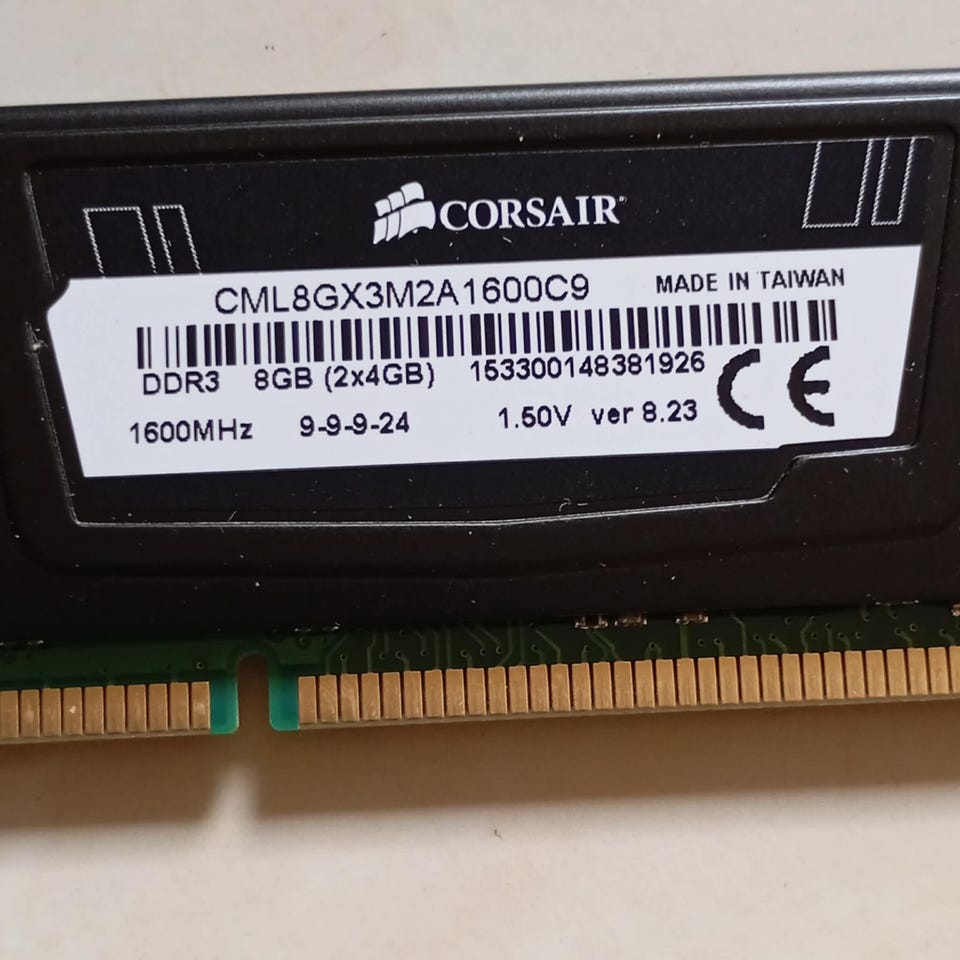 CORSAIR
CML8GX3M2A1600C9 MADE IN TAIWAN
DDR3 8GB (2x4GB) 153300148381926
1600MHz 9-9-9-24 1.50V ver 8.23 CE